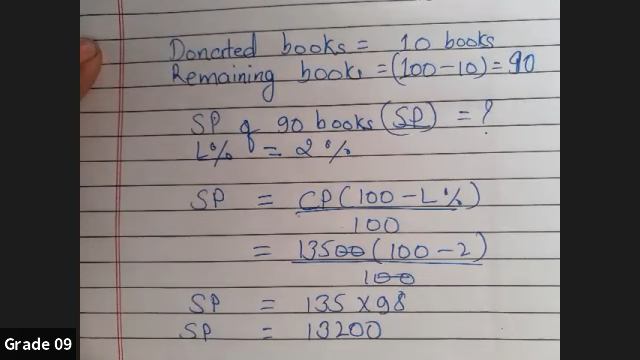 Donated books = 10 books
Remaining books = (100-10) = 90
SP of 90 books (SP) = ?
L% = 2%
SP = CP(100-L%)
100
= 13500(100-2)
100
SP = 135 x 98
SP = 13200
Grade 09